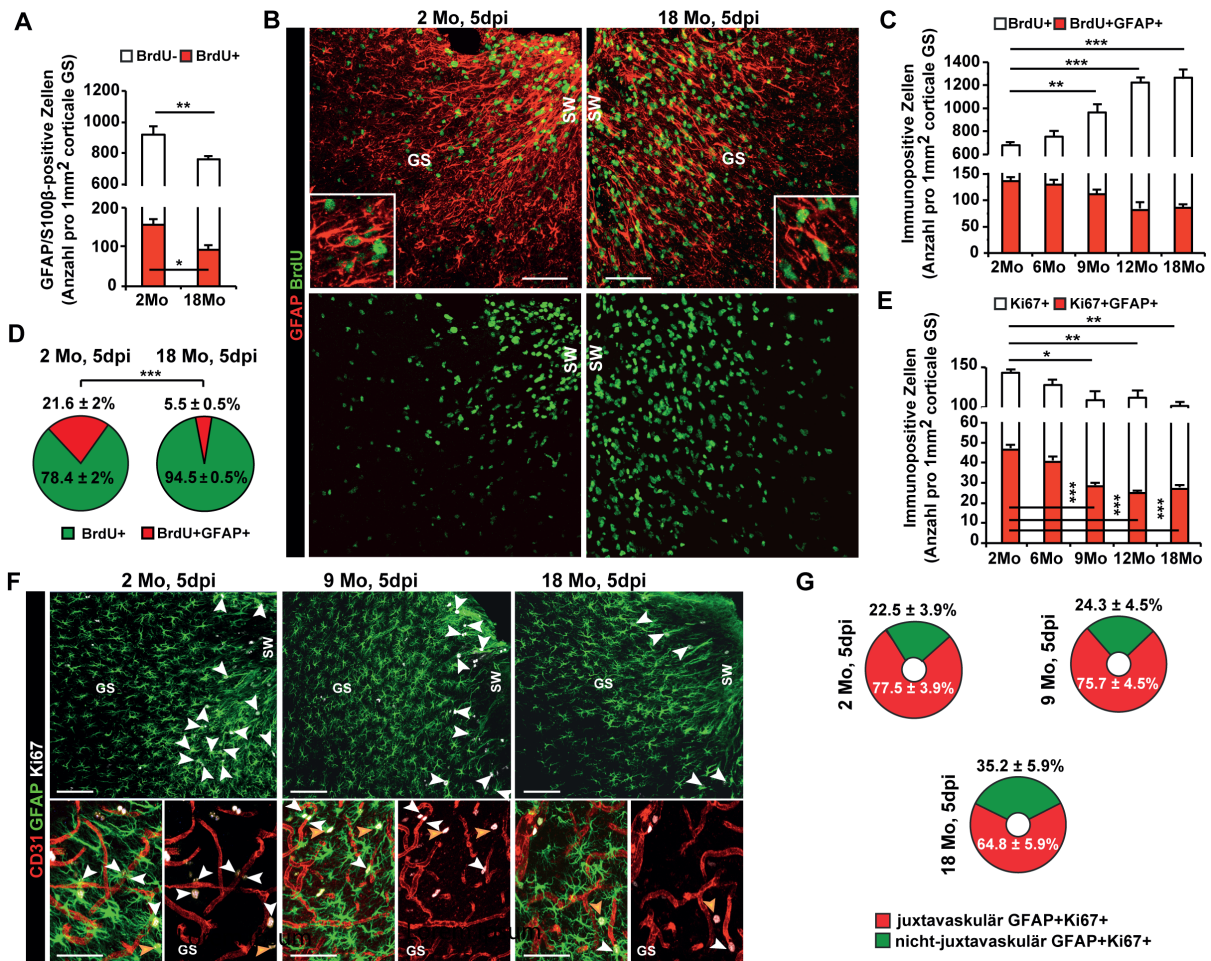 A
BrdU- BrdU+
GFAP/S100β-positive Zellen
(Anzahl pro 1mm² corticale GS)
1000
800
600
200
100
0
**
*
2Mo 18Mo
B
2 Mo, 5dpi 18 Mo, 5dpi
GFAP BrdU
GS
SW
SW
GS
SW
SW
C
BrdU+ BrdU+GFAP+
Immunopositive Zellen
(Anzahl pro 1mm² corticale GS)
***
***
**
1400
1200
1000
800
600
150
100
50
0
2Mo 6Mo 9Mo 12Mo 18Mo
D
2 Mo, 5dpi 18 Mo, 5dpi
***
21.6 ± 2% 5.5 ± 0.5%
78.4 ± 2% 94.5 ± 0.5%
BrdU+ BrdU+GFAP+
E
Ki67+ Ki67+GFAP+
Immunopositive Zellen
(Anzahl pro 1mm² corticale GS)
**
**
*
150
100
60
50
40
30
20
10
0
***
***
***
2Mo 6Mo 9Mo 12Mo 18Mo
F
2 Mo, 5dpi 9 Mo, 5dpi 18 Mo, 5dpi
CD31 GFAP Ki67
GS
SW
GS
SW
GS
SW
GS
GS
GS
G
2 Mo, 5dpi
22.5 ± 3.9%
77.5 ± 3.9%
9 Mo, 5dpi
24.3 ± 4.5%
75.7 ± 4.5%
18 Mo, 5dpi
35.2 ± 5.9%
64.8 ± 5.9%
juxtavaskulär GFAP+Ki67+
nicht-juxtavaskulär GFAP+Ki67+